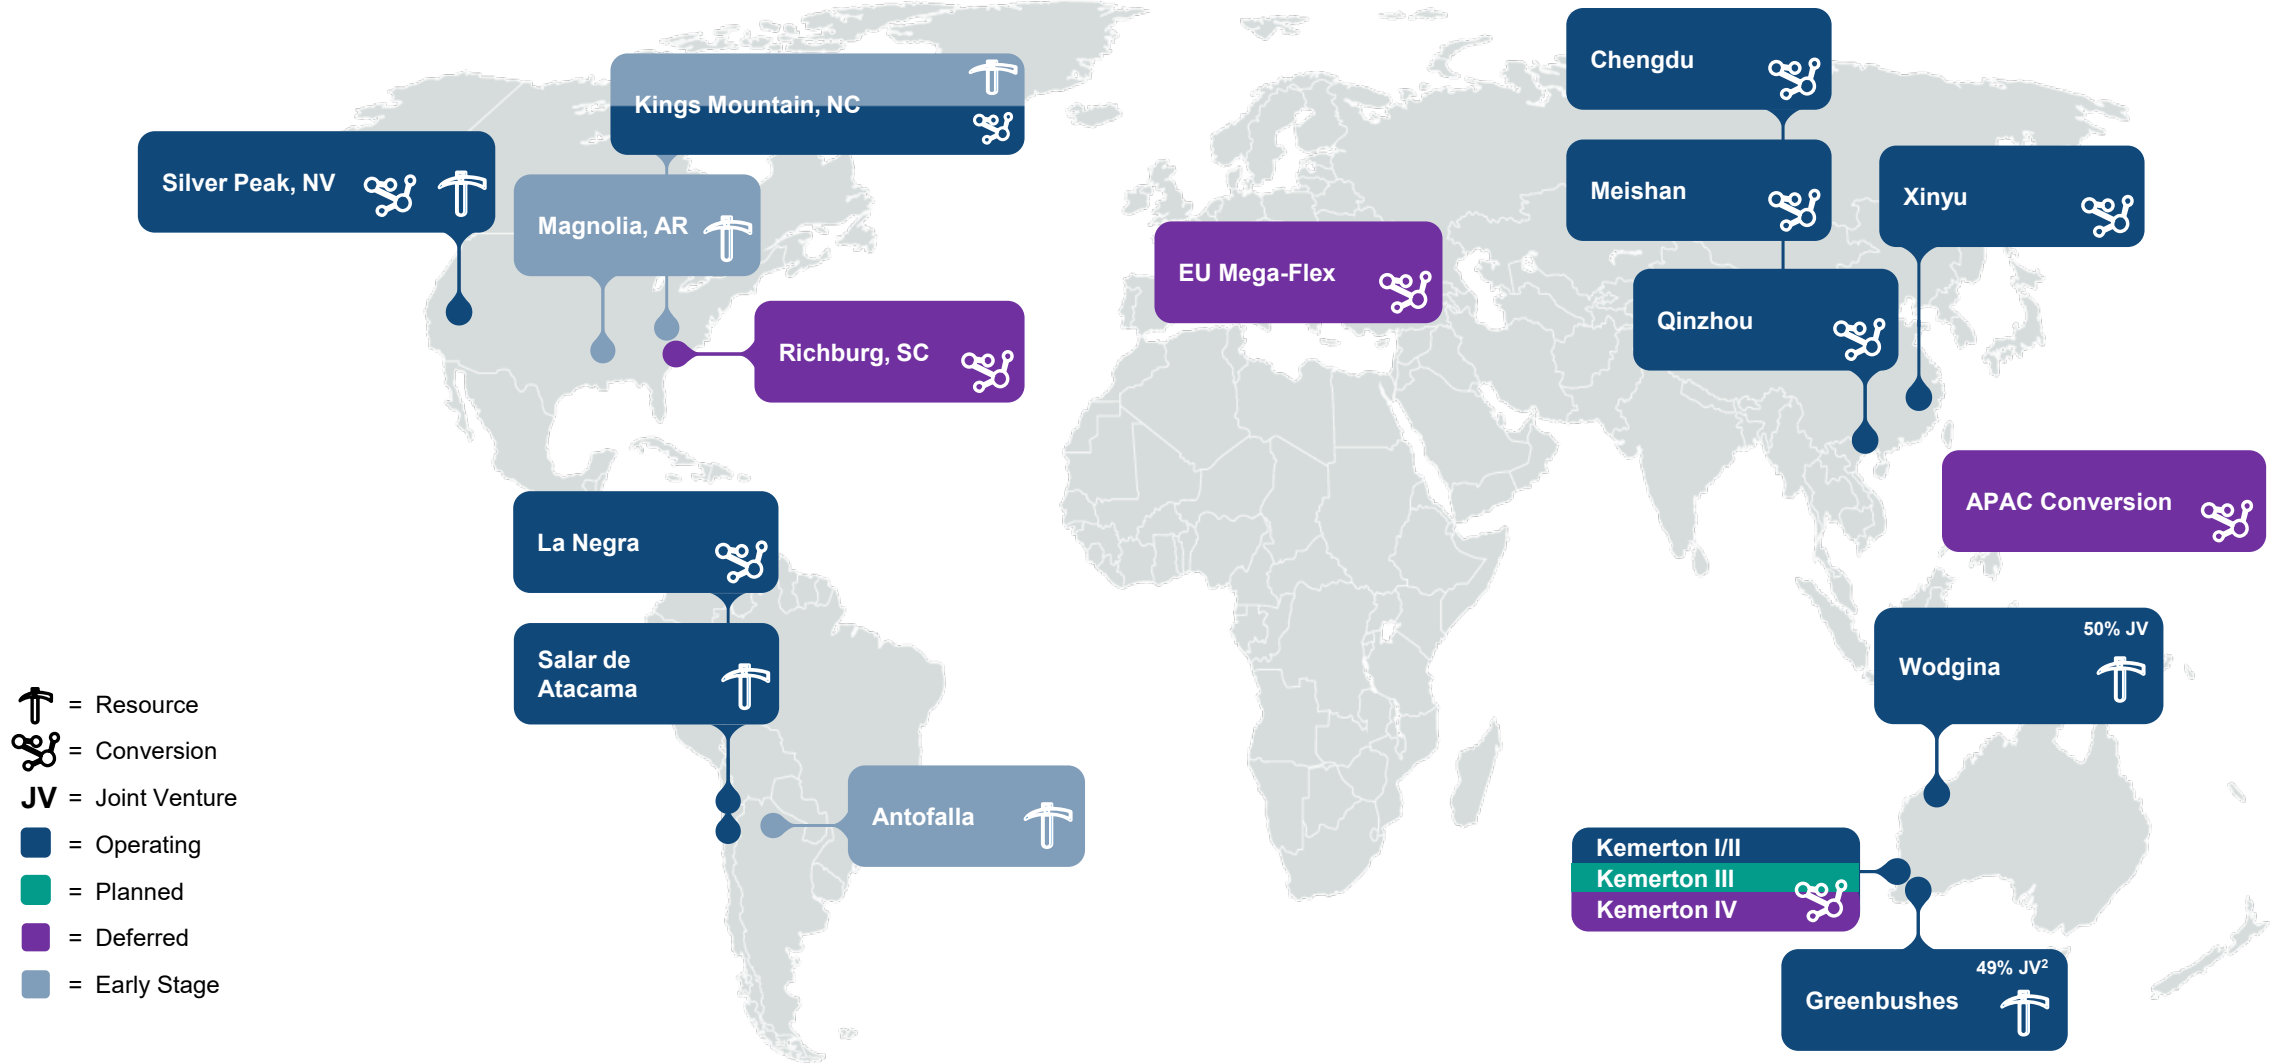 Kings Mountain, NC
Silver Peak, NV
Magnolia, AR
Richburg, SC
EU Mega-Flex
Chengdu
Meishan
Xinyu
Qinzhou
APAC Conversion
La Negra
Salar de
Atacama
Antofalla
50% JV
Wodgina
Kemerton I/II
Kemerton III
Kemerton IV
49% JV²
Greenbushes
= Resource
= Conversion
JV = Joint Venture
= Operating
= Planned
= Deferred
= Early Stage